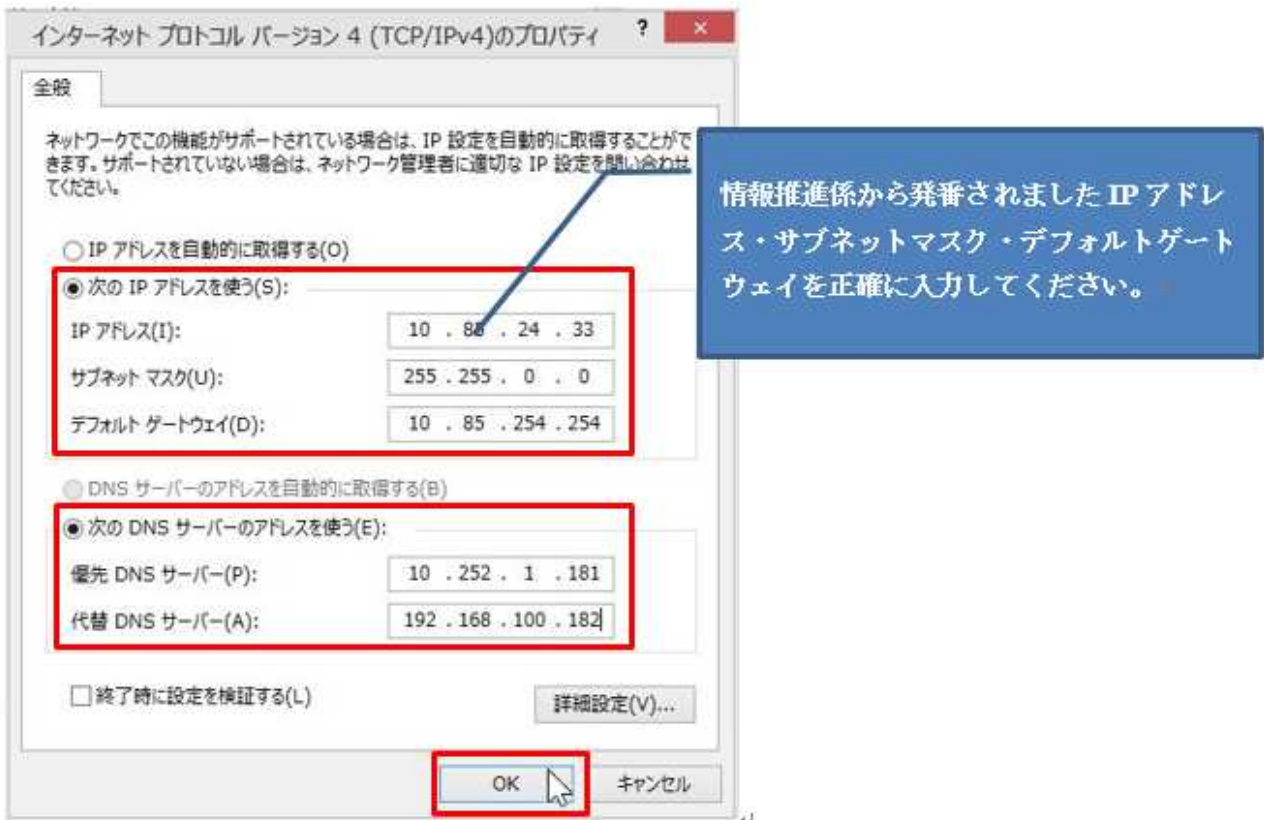 インターネット プロトコル バージョン 4 (TCP/IPv4)のプロパティ
?
×
全般
ネットワークでこの機能がサポートされている場合は、IP 設定を自動的に取得することがで
きます。サポートされていない場合は、ネットワーク管理者に適切な IP 設定を問い合わせ
てください。
情報推進係から発番されました IP アドレ
ス・サブネットマスク・デフォルトゲート
ウェイを正確に入力してください。
IP アドレスを自動的に取得する(O)
次の IP アドレスを使う(S):
IP アドレス(I): 10 . 85 . 24 . 33
サブネット マスク(U): 255 . 255 . 0 . 0
デフォルト ゲートウェイ(D): 10 . 85 . 254 . 254
DNS サーバーのアドレスを自動的に取得する(B)
次の DNS サーバーのアドレスを使う(E):
優先 DNS サーバー(P): 10 . 252 . 1 . 181
代替 DNS サーバー(A): 192 . 168 . 100 . 182
終了時に設定を検証する(L)
詳細設定(V)...
OK
キャンセル